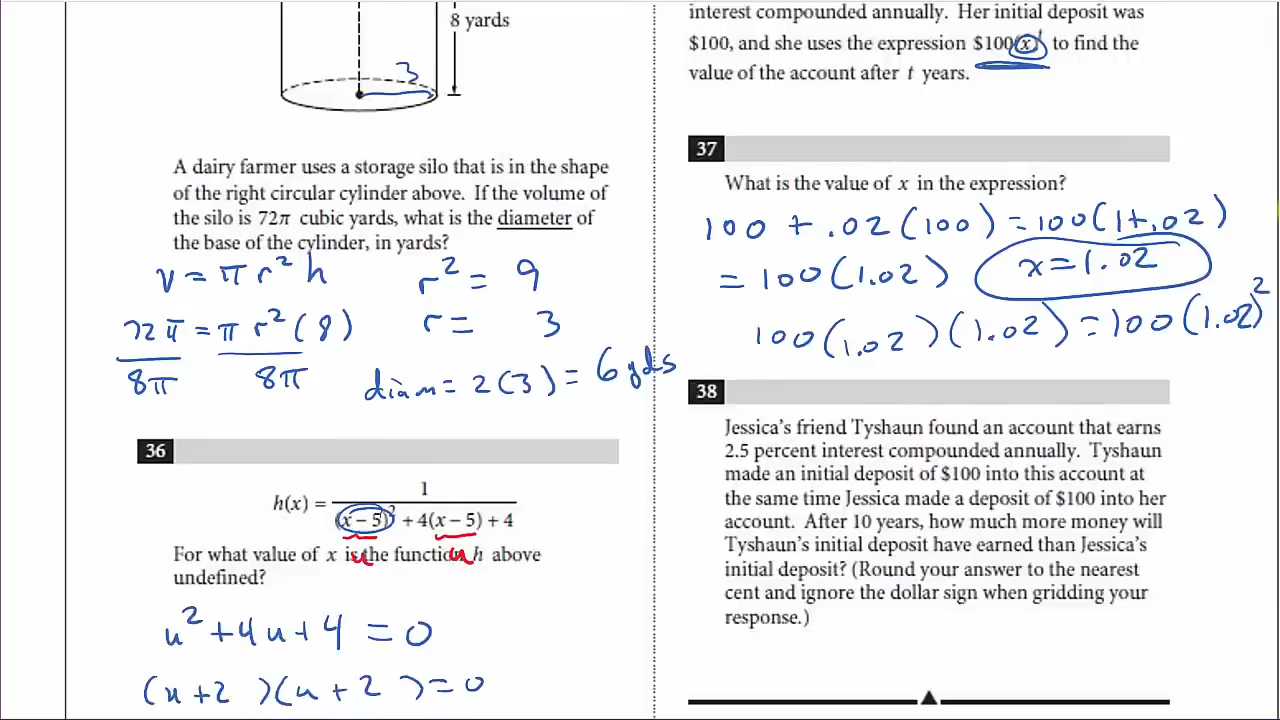 8 yards
3
A dairy farmer uses a storage silo that is in the shape
of the right circular cylinder above. If the volume of
the silo is 72π cubic yards, what is the diameter of
the base of the cylinder, in yards?
v = π r² h
r² = 9
72π = π r² (8)
8π 8π
r = 3
diam = 2(3) = 6 yds
36
h(x) = 1 / (x − 5)² + 4(x − 5) + 4
u u
For what value of x is the function h above
undefined?
u² + 4u + 4 = 0
(u + 2)(u + 2) = 0
interest compounded annually. Her initial deposit was
$100, and she uses the expression $100(x)ᵗ to find the
value of the account after t years.
37
What is the value of x in the expression?
100 + .02(100) = 100(1+.02)
= 100(1.02) x = 1.02
100(1.02)(1.02) = 100(1.02)²
38
Jessica's friend Tyshaun found an account that earns
2.5 percent interest compounded annually. Tyshaun
made an initial deposit of $100 into this account at
the same time Jessica made a deposit of $100 into her
account. After 10 years, how much more money will
Tyshaun's initial deposit have earned than Jessica's
initial deposit? (Round your answer to the nearest
cent and ignore the dollar sign when gridding your
response.)